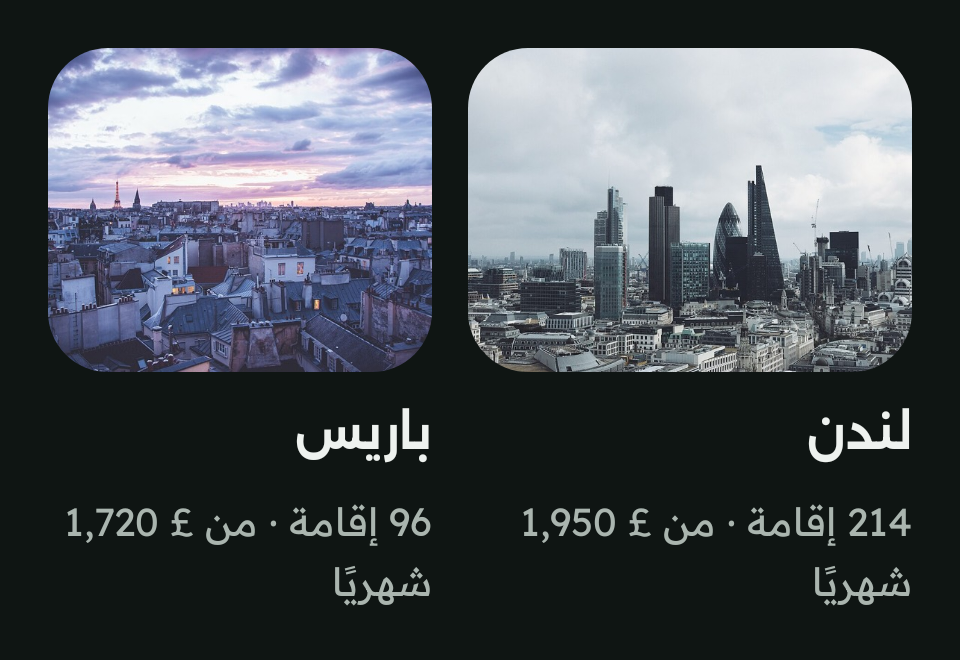 لندن
214 إقامة · من £ 1,950
شهريًا
باريس
96 إقامة · من £ 1,720
شهريًا